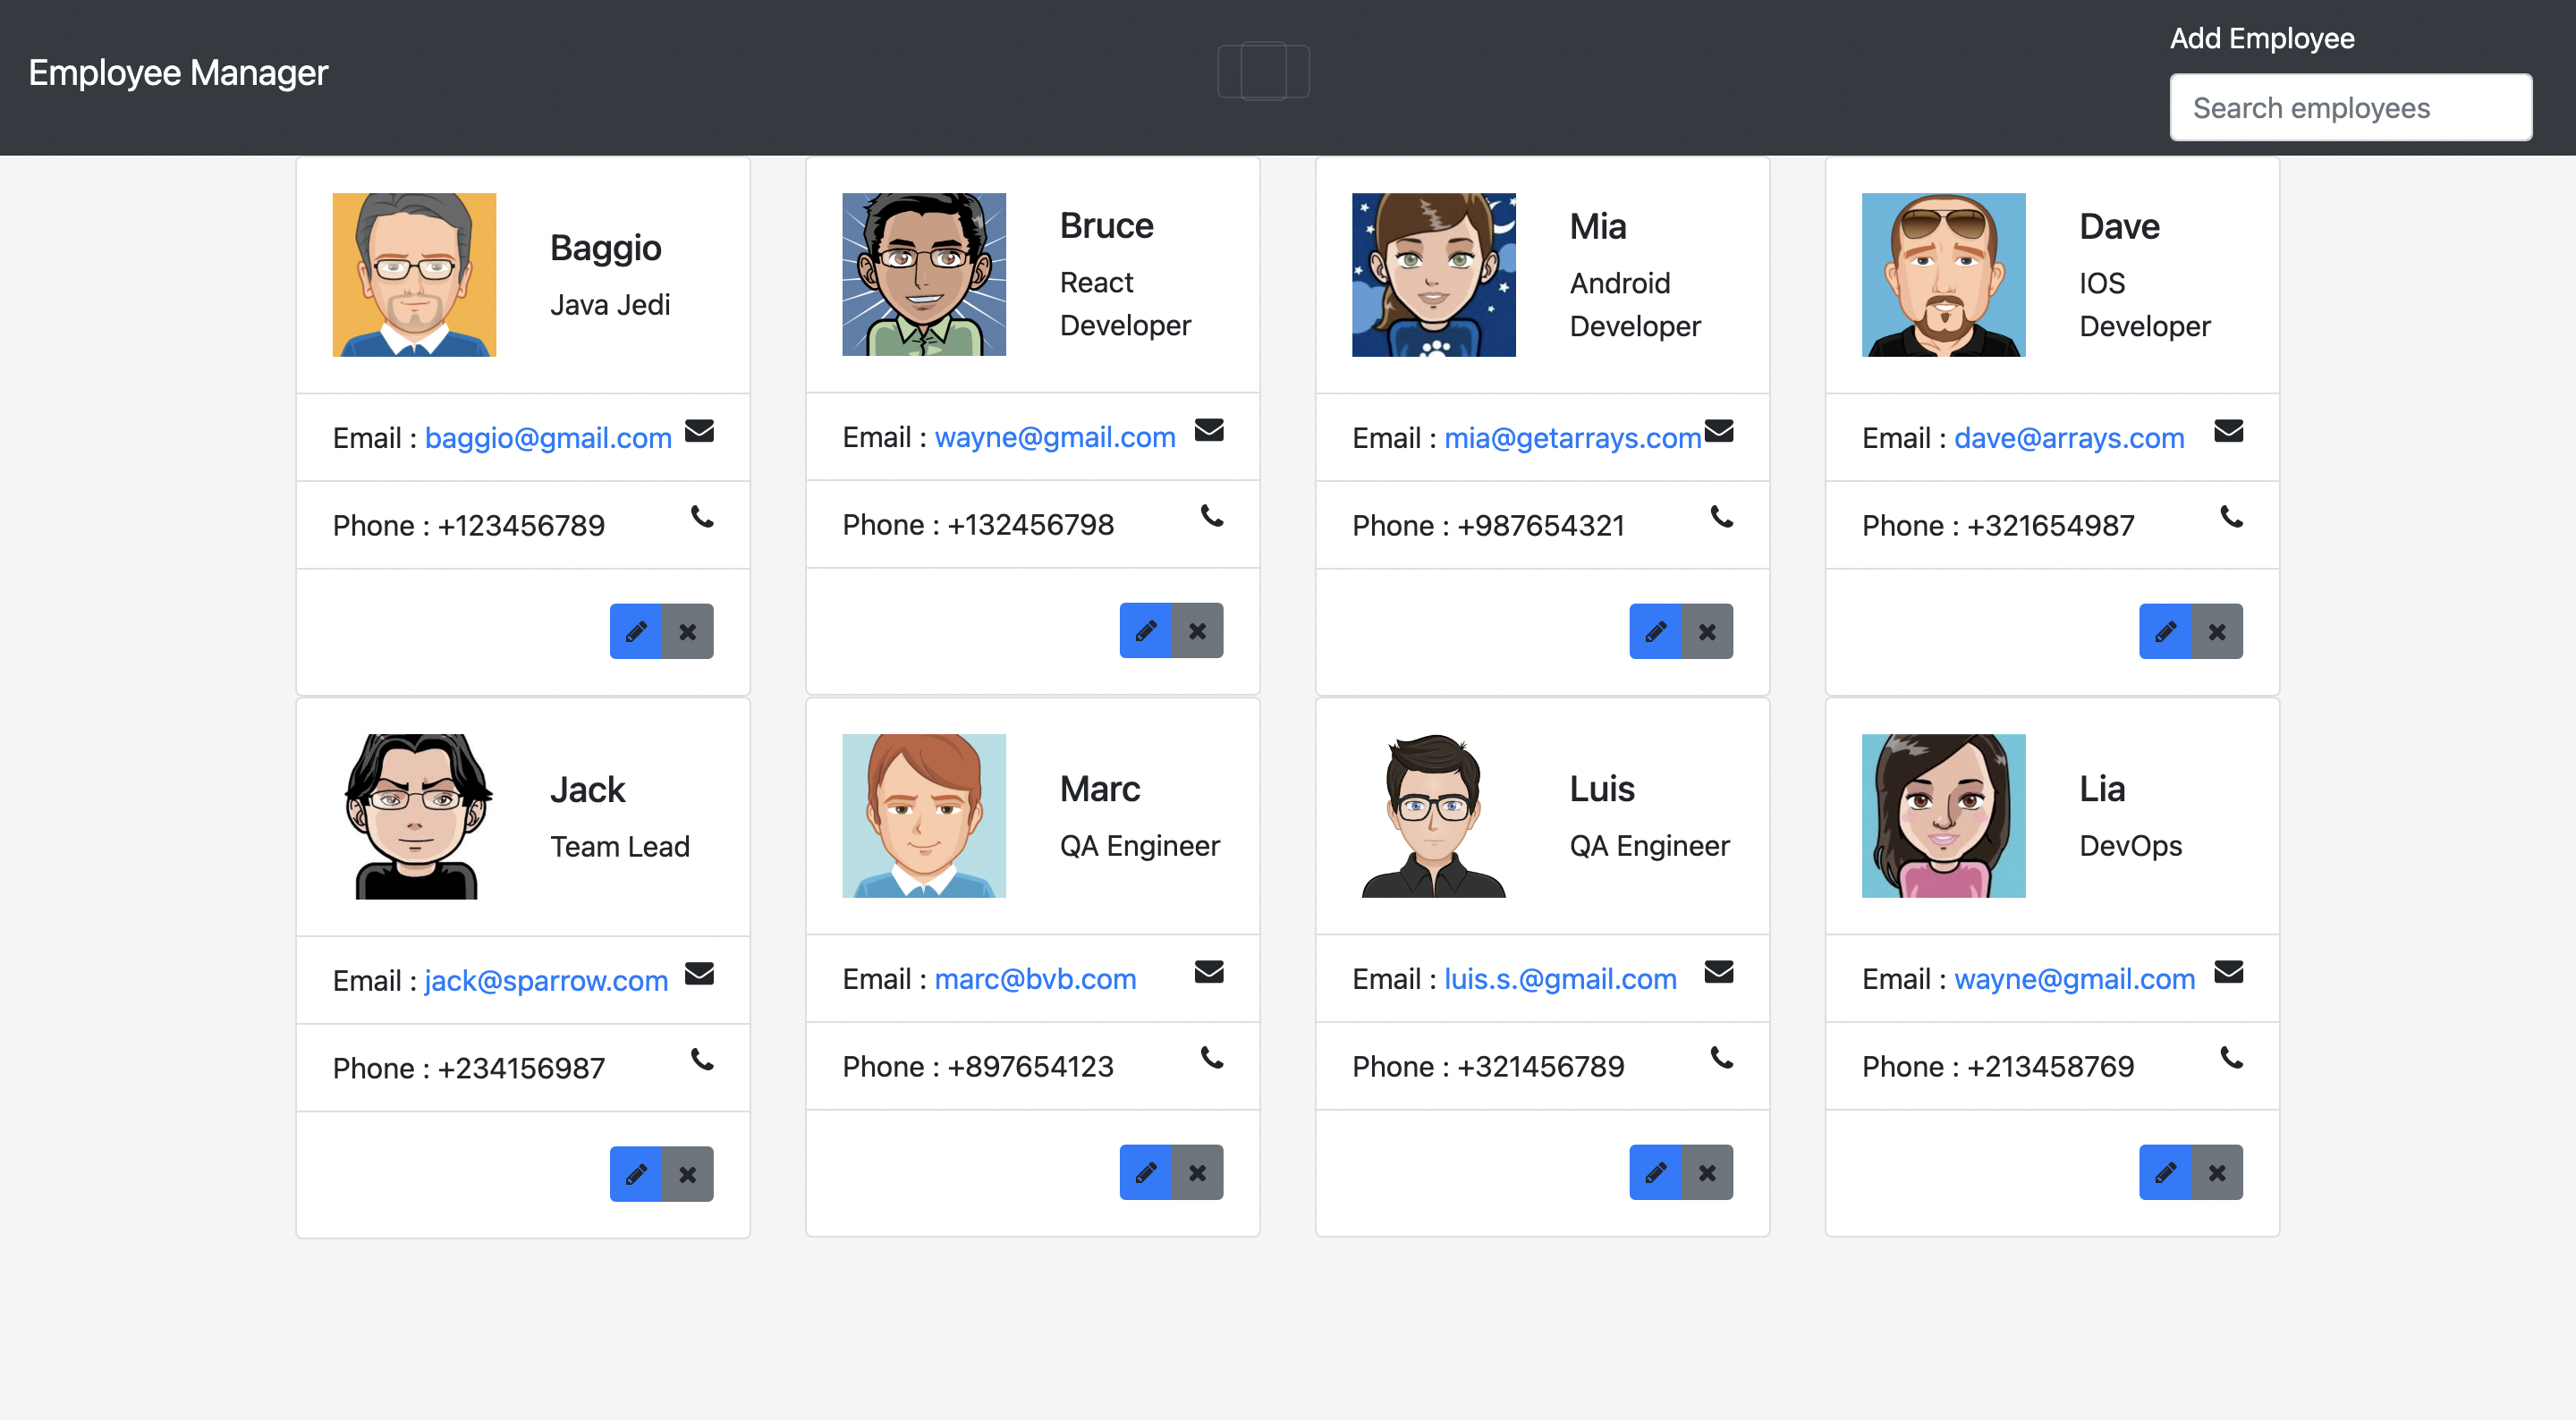 Employee Manager
Add Employee
Search employees
Baggio
Java Jedi
Email : baggio@gmail.com
Phone : +123456789
Bruce
React
Developer
Email : wayne@gmail.com
Phone : +132456798
Mia
Android
Developer
Email : mia@getarrays.com
Phone : +987654321
Dave
IOS
Developer
Email : dave@arrays.com
Phone : +321654987
Jack
Team Lead
Email : jack@sparrow.com
Phone : +234156987
Marc
QA Engineer
Email : marc@bvb.com
Phone : +897654123
Luis
QA Engineer
Email : luis.s.@gmail.com
Phone : +321456789
Lia
DevOps
Email : wayne@gmail.com
Phone : +213458769